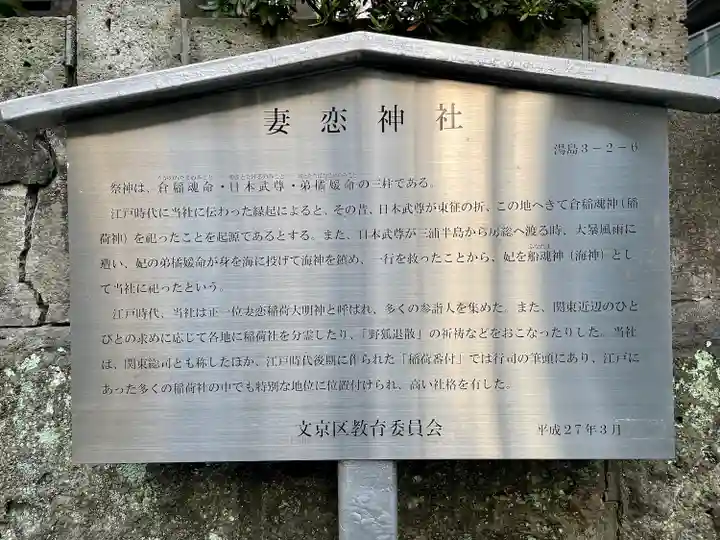 妻恋神社
湯島3-2-6
祭神は、倉稲魂命・日本武尊・弟橘媛命の三柱である。
江戸時代に当社に伝わった縁起によると、その昔、日本武尊が東征の折、この地へきて倉稲魂神（稲
荷神）を祀ったことを起源であるとする。また、日本武尊が三浦半島から房総へ渡る時、大暴風雨に
遭い、妃の弟橘媛命が身を海に投げて海神を鎮め、一行を救ったことから、妃を船魂神（海神）とし
て当社に祀ったという。
江戸時代、当社は正一位妻恋稲荷大明神と呼ばれ、多くの参詣人を集めた。また、関東近辺のひと
びとの求めに応じて各地に稲荷社を分霊したり、「野狐退散」の祈祷などをおこなったりした。当社
は、関東総司とも称したほか、江戸時代後期に作られた「稲荷番付」では行司の筆頭にあり、江戸に
あった多くの稲荷社の中でも特別な地位に位置付けられ、高い社格を有した。
文京区教育委員会
平成27年3月